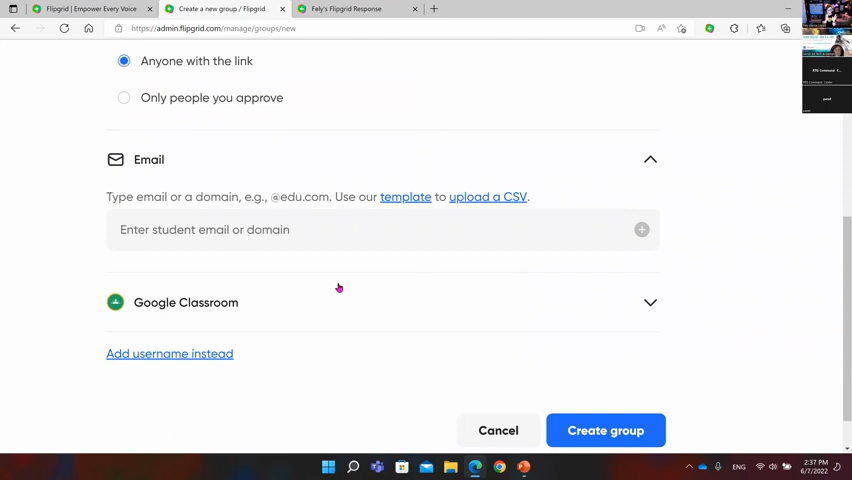 Flipgrid | Empower Every Voice
Create a new group / Flipgrid
Fely's Flipgrid Response
https://admin.flipgrid.com/manage/groups/new
Anyone with the link
Only people you approve
Email
Type email or a domain, e.g., @edu.com. Use our template to upload a CSV.
Enter student email or domain
Google Classroom
Add username instead
Cancel
Create group
ENG
2:37 PM
6/7/2022